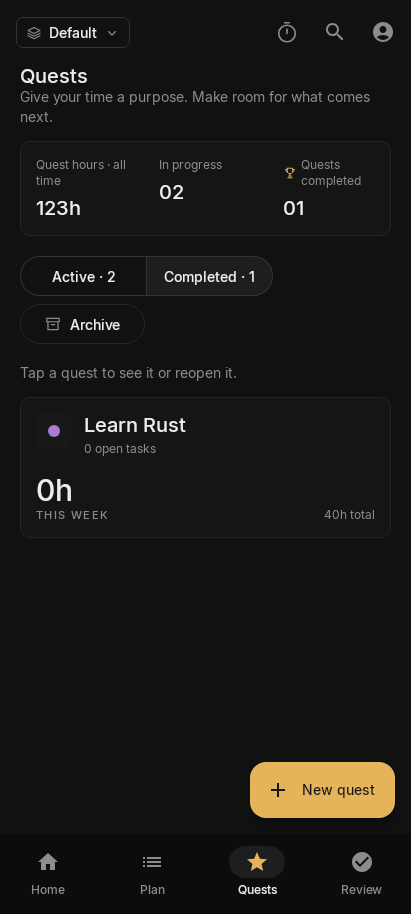 Default
Quests
Give your time a purpose. Make room for what comes
next.
Quest hours · all
time
123h
In progress
02
Quests
completed
01
Active · 2
Completed · 1
Archive
Tap a quest to see it or reopen it.
Learn Rust
0 open tasks
0h
THIS WEEK
40h total
New quest
Home
Plan
Quests
Review